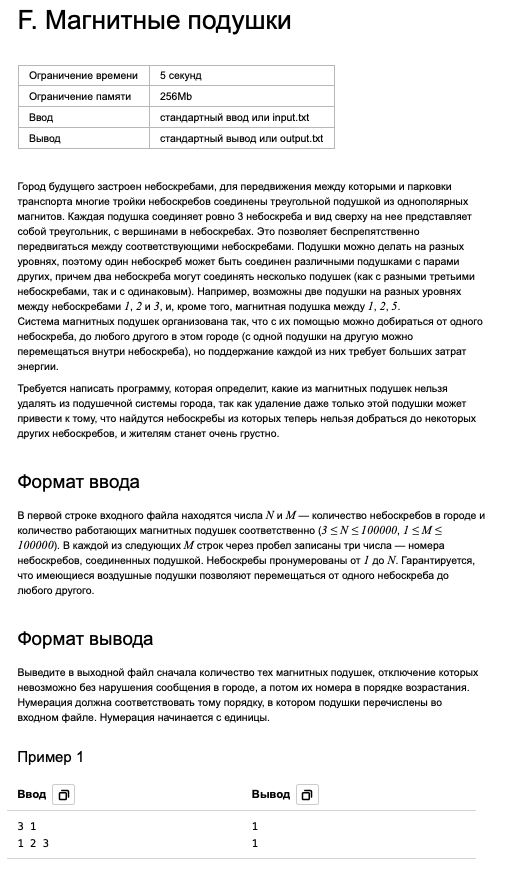 F. Магнитные подушки
Ограничение времени 5 секунд
Ограничение памяти 256Mb
Ввод стандартный ввод или input.txt
Вывод стандартный вывод или output.txt
Город будущего застроен небоскребами, для передвижения между которыми и парковки
транспорта многие тройки небоскребов соединены треугольной подушкой из однополярных
магнитов. Каждая подушка соединяет ровно 3 небоскреба и вид сверху на нее представляет
собой треугольник, с вершинами в небоскребах. Это позволяет беспрепятственно
передвигаться между соответствующими небоскребами. Подушки можно делать на разных
уровнях, поэтому один небоскреб может быть соединен различными подушками с парами
других, причем два небоскреба могут соединять несколько подушек (как с разными третьими
небоскребами, так и с одинаковым). Например, возможны две подушки на разных уровнях
между небоскребами 1, 2 и 3, и, кроме того, магнитная подушка между 1, 2, 5.
Система магнитных подушек организована так, что с их помощью можно добираться от одного
небоскреба, до любого другого в этом городе (с одной подушки на другую можно
перемещаться внутри небоскреба), но поддержание каждой из них требует больших затрат
энергии.
Требуется написать программу, которая определит, какие из магнитных подушек нельзя
удалять из подушечной системы города, так как удаление даже только этой подушки может
привести к тому, что найдутся небоскребы из которых теперь нельзя добраться до некоторых
других небоскребов, и жителям станет очень грустно.
Формат ввода
В первой строке входного файла находятся числа N и M — количество небоскребов в городе и
количество работающих магнитных подушек соответственно (3 ≤ N ≤ 100000, 1 ≤ M ≤
100000). В каждой из следующих M строк через пробел записаны три числа — номера
небоскребов, соединенных подушкой. Небоскребы пронумерованы от 1 до N. Гарантируется,
что имеющиеся воздушные подушки позволяют перемещаться от одного небоскреба до
любого другого.
Формат вывода
Выведите в выходной файл сначала количество тех магнитных подушек, отключение которых
невозможно без нарушения сообщения в городе, а потом их номера в порядке возрастания.
Нумерация должна соответствовать тому порядку, в котором подушки перечислены во
входном файле. Нумерация начинается с единицы.
Пример 1
Ввод Вывод
3 1 1
1 2 3 1